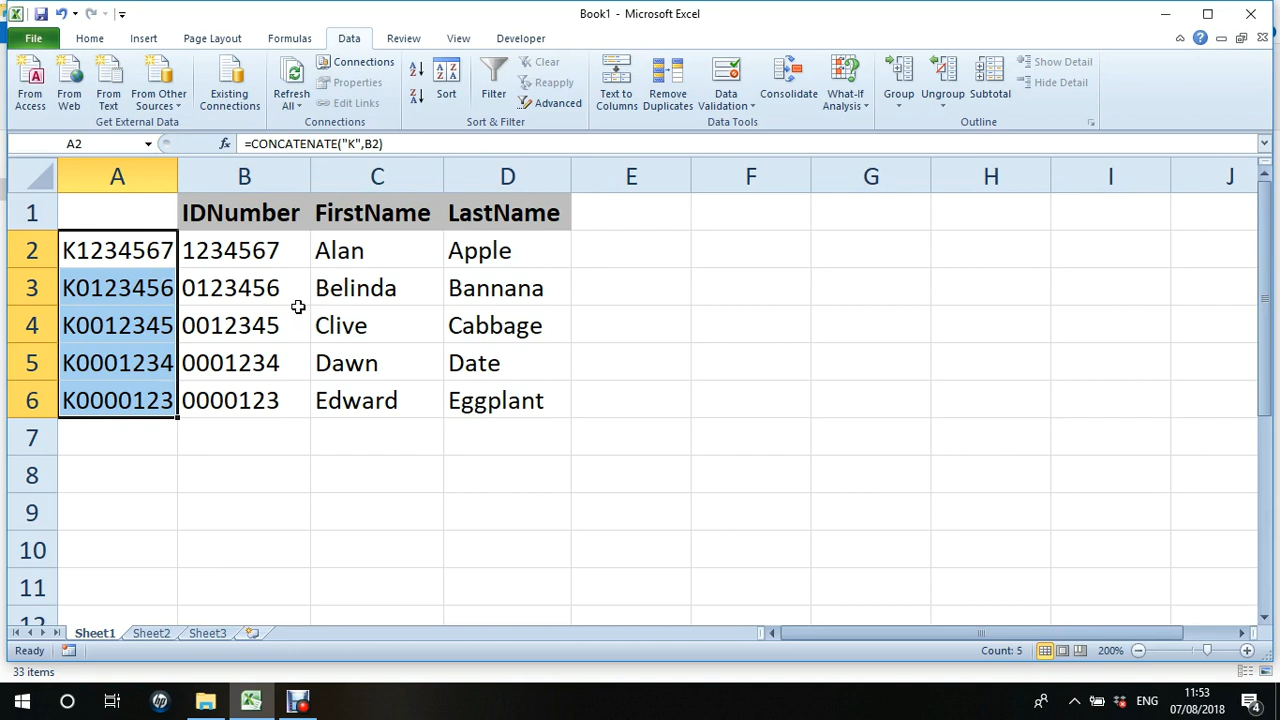 Book1 - Microsoft Excel
File Home Insert Page Layout Formulas Data Review View Developer
From Access
From Web
From Text
From Other Sources
Existing Connections
Refresh All
Connections
Properties
Edit Links
Sort
Filter
Clear
Reapply
Advanced
Text to Columns
Remove Duplicates
Data Validation
Consolidate
What-If Analysis
Group
Ungroup
Subtotal
Show Detail
Hide Detail
Get External Data Connections Sort & Filter Data Tools Outline
A2 fx =CONCATENATE("K",B2)
A B C D E F G H I J
1 IDNumber FirstName LastName
2 K1234567 1234567 Alan Apple
3 K0123456 0123456 Belinda Bannana
4 K0012345 0012345 Clive Cabbage
5 K0001234 0001234 Dawn Date
6 K0000123 0000123 Edward Eggplant
7
8
9
10
11
12
Sheet1 Sheet2 Sheet3
Ready Count: 5 200%
33 items
hp ENG 11:53
07/08/2018 4